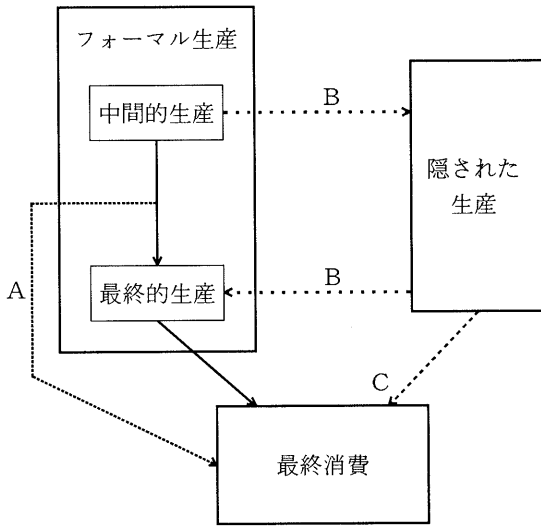 フォーマル生産
中間的生産
B
隠された
生産
A
B
最終的生産
C
最終消費